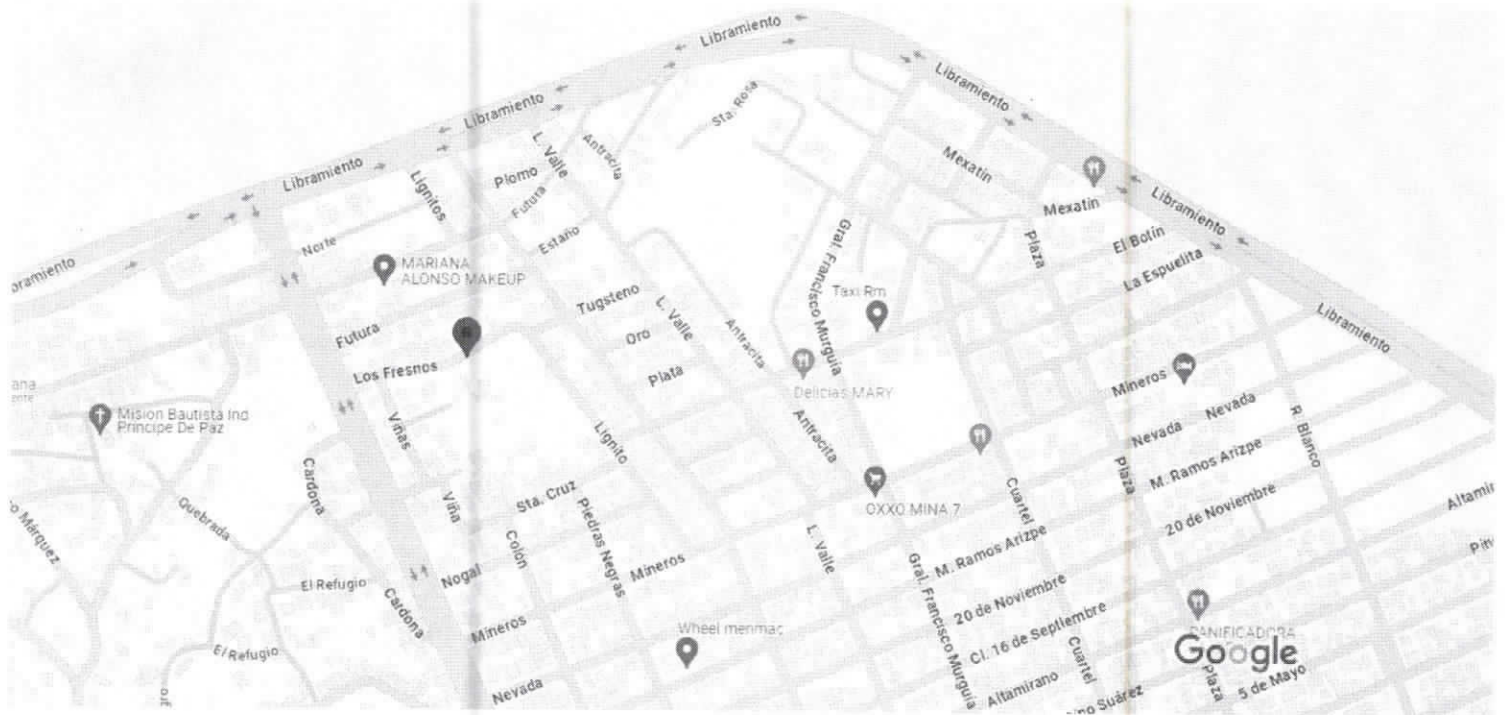 Libramiento
Libramiento
Libramiento
Libramiento
Libramiento
Libramiento
Sta. Rosa
Antracita
L. Valle
Plomo
Lignitos
Futura
Mexatín
Mexatín
Norte
Estaño
Gral. Francisco Murguía
Plaza
El Botín
La Espuelita
MARIANA
ALONSO MAKEUP
Tugsteno
L. Valle
Taxi Rm
Futura
Oro
Antracita
Los Fresnos
Plata
Delicias MARY
Mineros
Mision Bautista Ind
Principe De Paz
Viñas
Lignito
Antracita
Nevada
Nevada
R. Blanco
M. Ramos Arizpe
Plaza
Cardona
Viña
Sta. Cruz
Piedras Negras
OXXO MINA 7
Cuartel
20 de Noviembre
Quebrada
Colón
L. Valle
M. Ramos Arizpe
o Márquez
El Refugio
Nogal
Mineros
Gral. Francisco Murguía
20 de Noviembre
Cardona
Mineros
Wheel menmac
Cl. 16 de Septiembre
Cuartel
PANIFICADORA
Google
El Refugio
Nevada
Altamirano
Plaza
5 de Mayo
ino Suárez